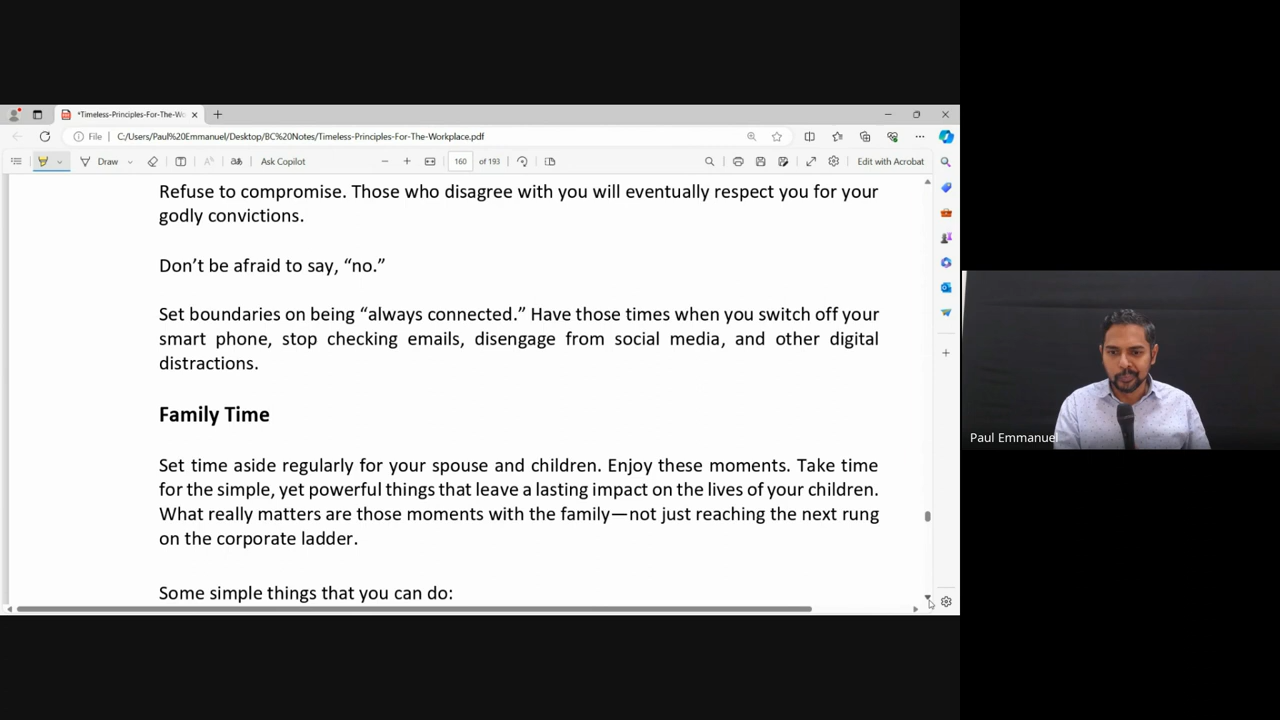 *Timeless-Principles-For-The-Wo
File
C:/Users/Paul%20Emmanuel/Desktop/BC%20Notes/Timeless-Principles-For-The-Workplace.pdf
Draw
Ask Copilot
160 of 193
Edit with Acrobat
Refuse to compromise. Those who disagree with you will eventually respect you for your
godly convictions.
Don’t be afraid to say, “no.”
Set boundaries on being “always connected.” Have those times when you switch off your
smart phone, stop checking emails, disengage from social media, and other digital
distractions.
Family Time
Set time aside regularly for your spouse and children. Enjoy these moments. Take time
for the simple, yet powerful things that leave a lasting impact on the lives of your children.
What really matters are those moments with the family—not just reaching the next rung
on the corporate ladder.
Some simple things that you can do:
Paul Emmanuel